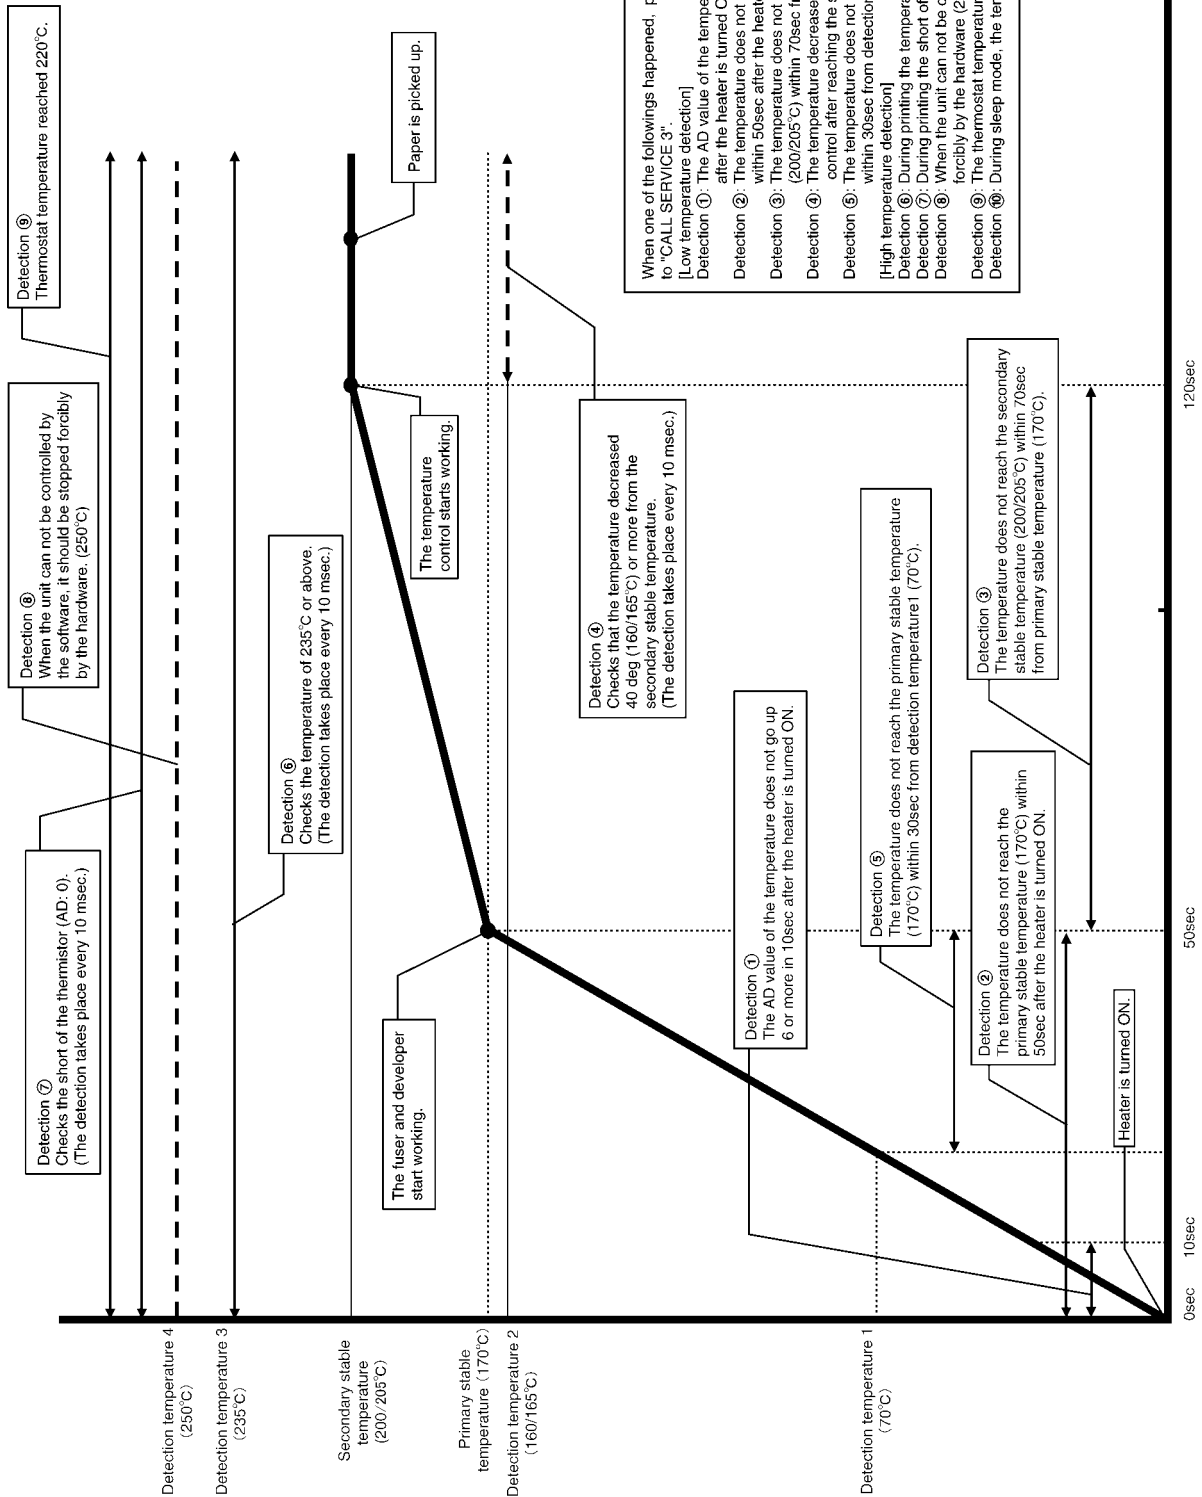 Detection ⑨
Thermostat temperature reached 220°C.
Detection ⑧
When the unit can not be controlled by
the software, it should be stopped forcibly
by the hardware. (250°C)
Detection ⑦
Checks the short of the thermistor (AD: 0).
(The detection takes place every 10 msec.)
Detection temperature 4
(250°C)
Detection temperature 3
(235°C)
Detection ⑥
Checks the temperature of 235°C or above.
(The detection takes place every 10 msec.)
Secondary stable
temperature
(200/205°C)
Paper is picked up.
The temperature
control starts working.
The fuser and developer
start working.
Primary stable
temperature (170°C)
Detection temperature 2
(160/165°C)
Detection ④
Checks that the temperature decreased
40 deg (160/165°C) or more from the
secondary stable temperature.
(The detection takes place every 10 msec.)
When one of the followings happened,
to "CALL SERVICE 3".
[Low temperature detection]
Detection ①: The AD value of the
after the heater is turned
Detection ②: The temperature does not
within 50sec after the
Detection ③: The temperature does not
(200/205°C) within 70sec
Detection ④: The temperature
control after reaching the
Detection ⑤: The temperature does not
within 30sec from detection
[High temperature detection]
Detection ⑥: During printing the
Detection ⑦: During printing the short of
Detection ⑧: When the unit can not be
forcibly by the hardware
Detection ⑨: The thermostat
Detection ⑩: During sleep mode, the
Detection ①
The AD value of the temperature does not go up
6 or more in 10sec after the heater is turned ON.
Detection temperature 1
(70°C)
Detection ⑤
The temperature does not reach the primary stable temperature
(170°C) within 30sec from detection temperature1 (70°C).
Detection ②
The temperature does not reach the
primary stable temperature (170°C) within
50sec after the heater is turned ON.
Detection ③
The temperature does not reach the secondary
stable temperature (200/205°C) within 70sec
from primary stable temperature (170°C).
Heater is turned ON.
0sec
10sec
50sec
120sec